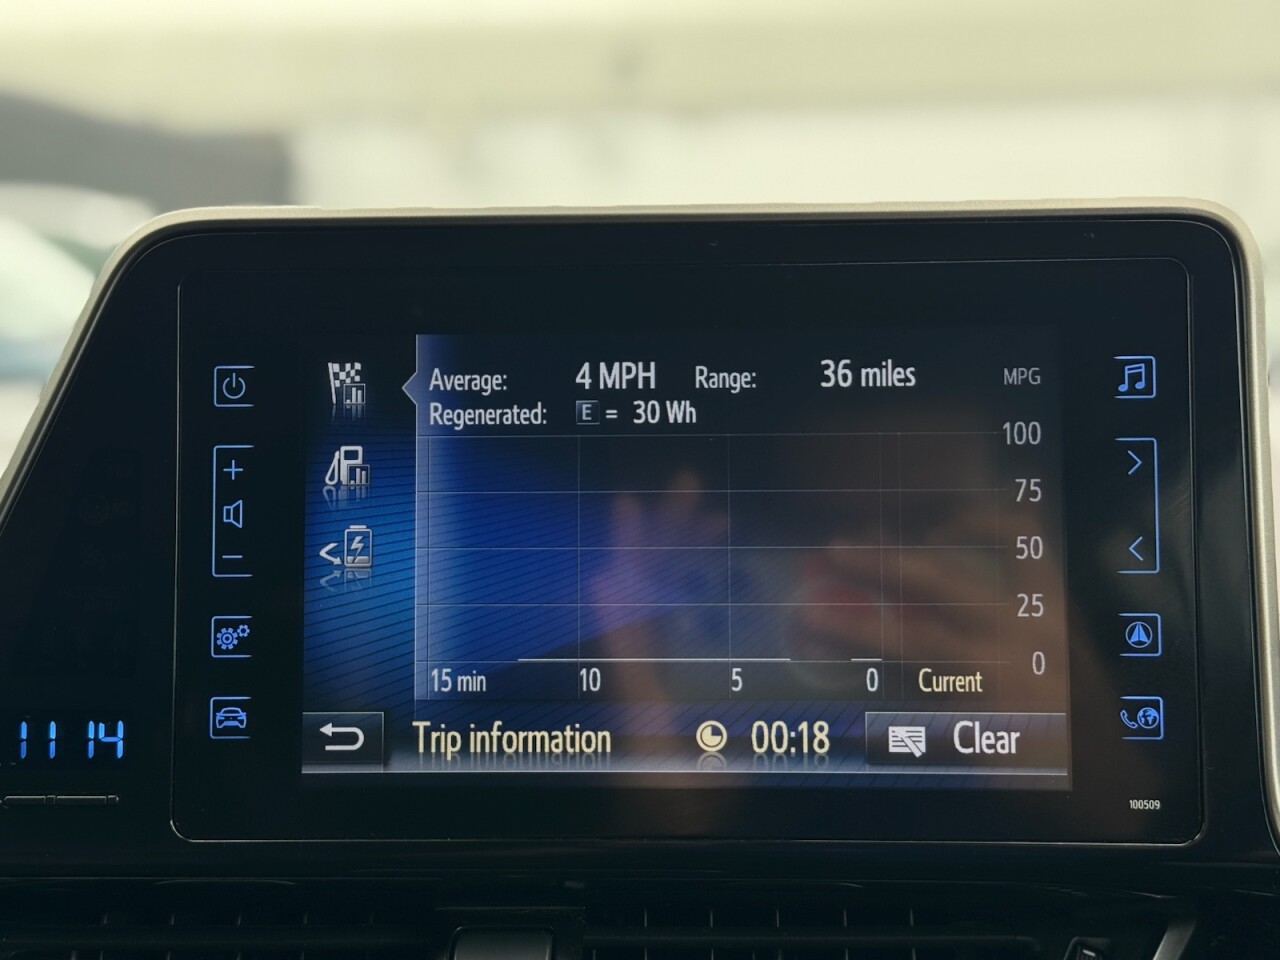 Average: 4 MPH Range: 36 miles MPG
Regenerated: E = 30 Wh
100
75
50
25
0
15 min 10 5 0 Current
Trip information 00:18 Clear
11 14
100509